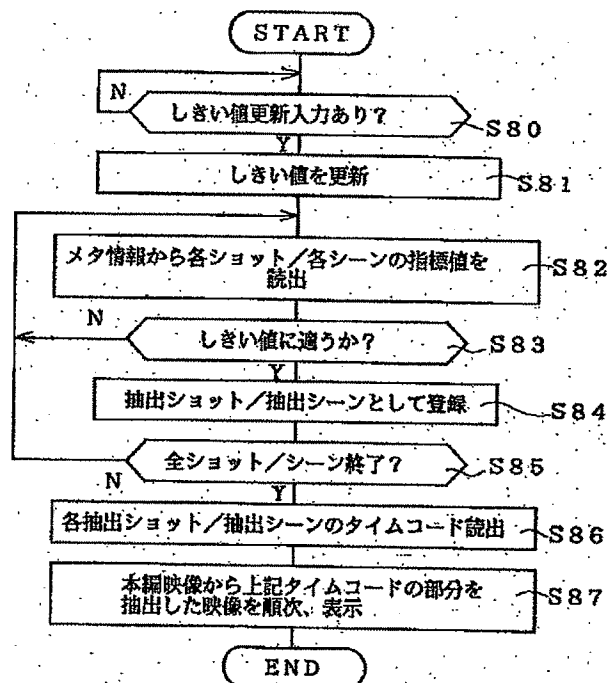 START
N
しきい値更新入力あり?
S80
Y
しきい値を更新
S81
メタ情報から各ショット/各シーンの指標値を
読出
S82
N
しきい値に適うか?
S83
Y
抽出ショット/抽出シーンとして登録
S84
全ショット/シーン終了?
S85
N
Y
各抽出ショット/抽出シーンのタイムコード読出
S86
本編映像から上記タイムコードの部分を
抽出した映像を順次、表示
S87
END